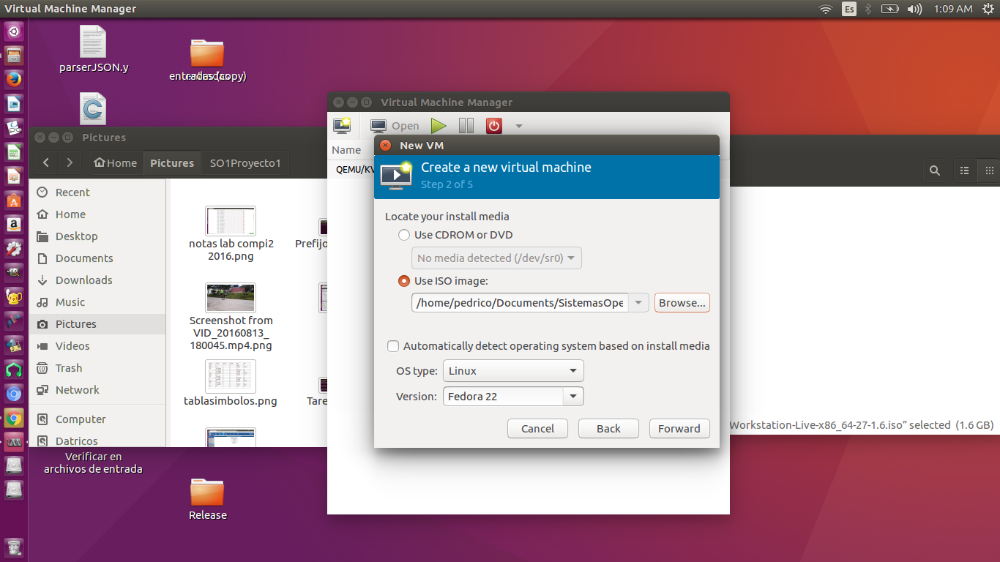 Virtual Machine Manager
Es
1:09 AM
parserJSON.y
Pictures
Home
Pictures
SO1Proyecto1
Recent
Home
Desktop
Documents
Downloads
Music
Pictures
Videos
Trash
Network
Computer
Datricos
notas lab compi2
2016.png
Prefijo
Screenshot from
VID_20160813_
180045.mp4.png
tablasimbolos.png
Tare
Virtual Machine Manager
Open
Name
QEMU/KV
New VM
Create a new virtual machine
Step 2 of 5
Locate your install media
Use CDROM or DVD
No media detected (/dev/sr0)
Use ISO image:
/home/pedrico/Documents/SistemasOpe
Browse...
Automatically detect operating system based on install media
OS type:
Linux
Version:
Fedora 22
Cancel
Back
Forward
Workstation-Live-x86_64-27-1.6.iso” selected (1.6 GB)
Verificar en
archivos de entrada
Release